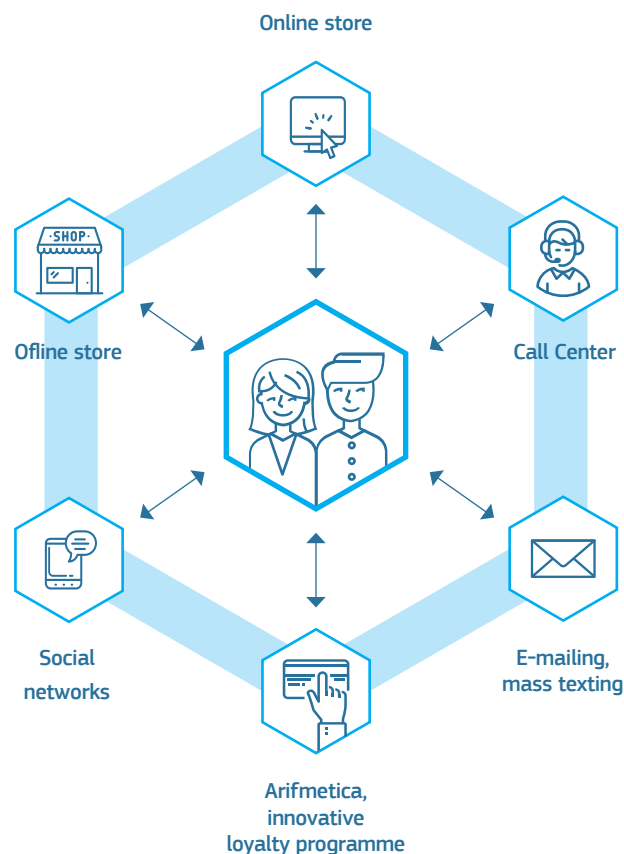 Online store
·SHOP·
Ofline store
Call Center
Social
networks
E-mailing,
mass texting
Arifmetica,
innovative
loyalty programme